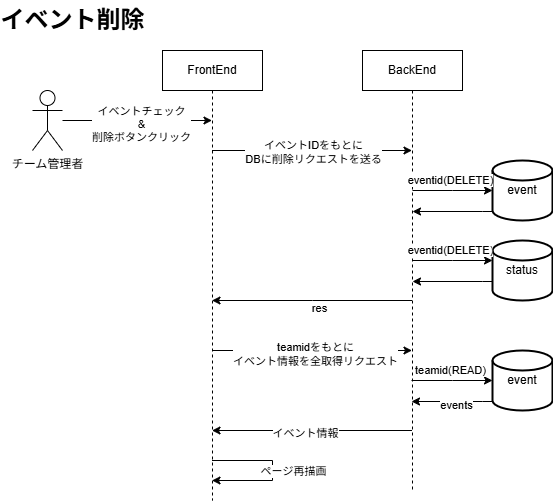 イベント削除
FrontEnd
BackEnd
イベントチェック
&
削除ボタンクリック
チーム管理者
イベントIDをもとに
DBに削除リクエストを送る
eventid(DELETE)
event
eventid(DELETE)
status
res
teamidをもとに
イベント情報を全取得リクエスト
teamid(READ)
event
events
イベント情報
ページ再描画